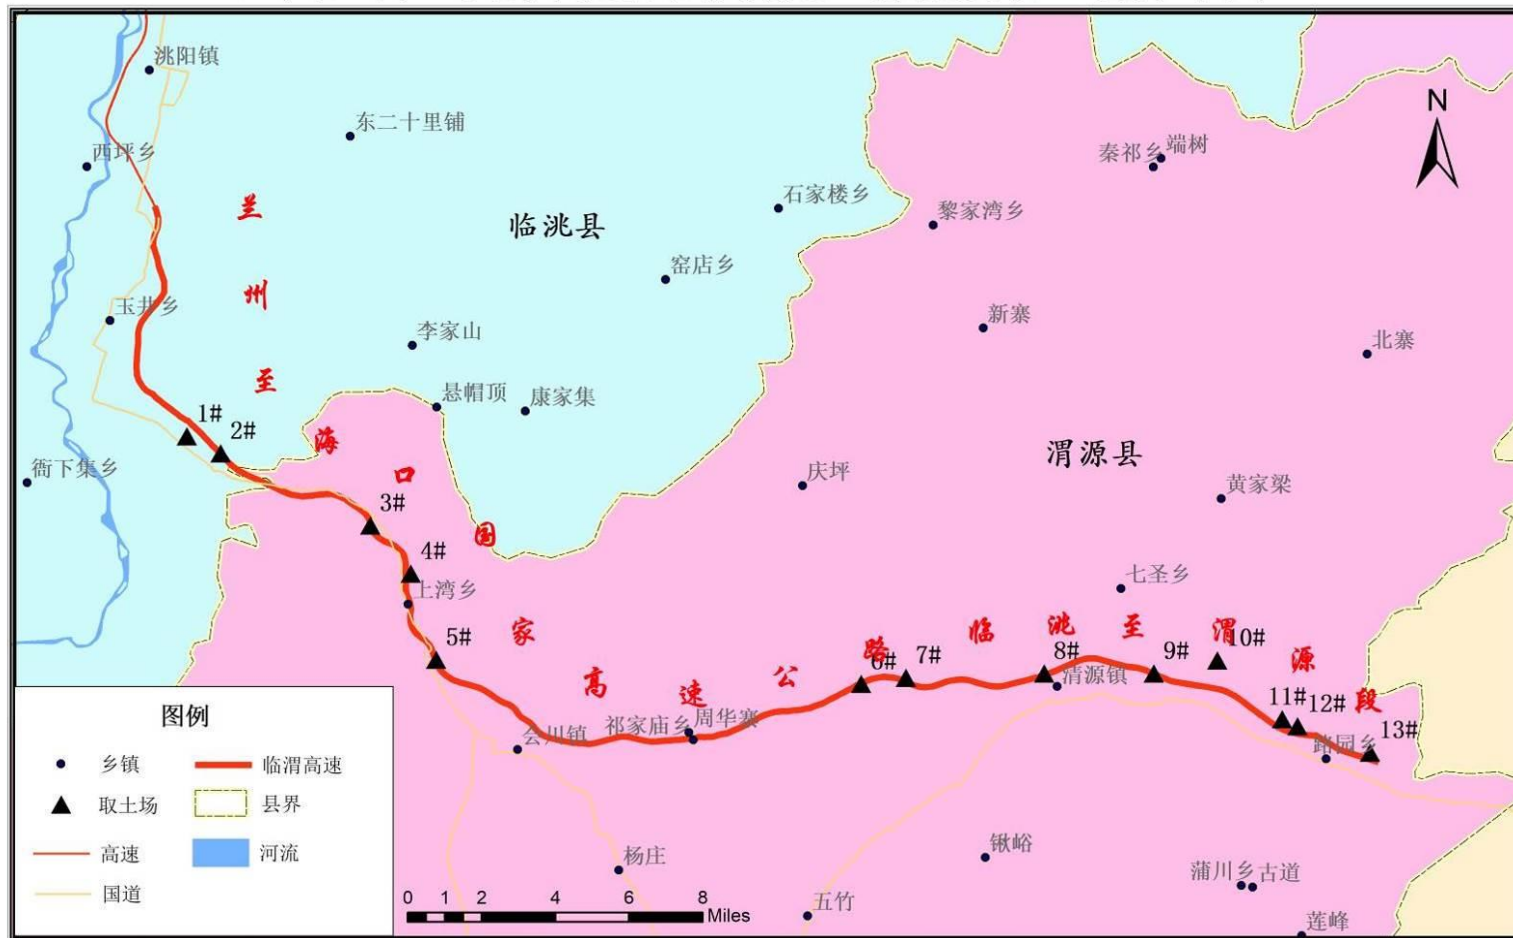 洮阳镇
N
东二十里铺
端树
秦祁乡
西坪乡
石家楼乡
黎家湾乡
临洮县
窑店乡
玉井乡
新寨
李家山
北寨
悬帽顶
康家集
1#
2#
渭源县
衙下集乡
庆坪
黄家梁
3#
4#
七圣乡
上湾乡
5#
6#
7#
8#
9#
10#
清源镇
11#
12#
13#
祁家庙乡
周华寨
会川镇
路园乡
兰州至海口国家高速公路临洮至渭源段
图例
乡镇
临渭高速
取土场
县界
高速
河流
国道
杨庄
锹峪
蒲川乡
古道
五竹
莲峰
0 1 2 4 6 8
Miles